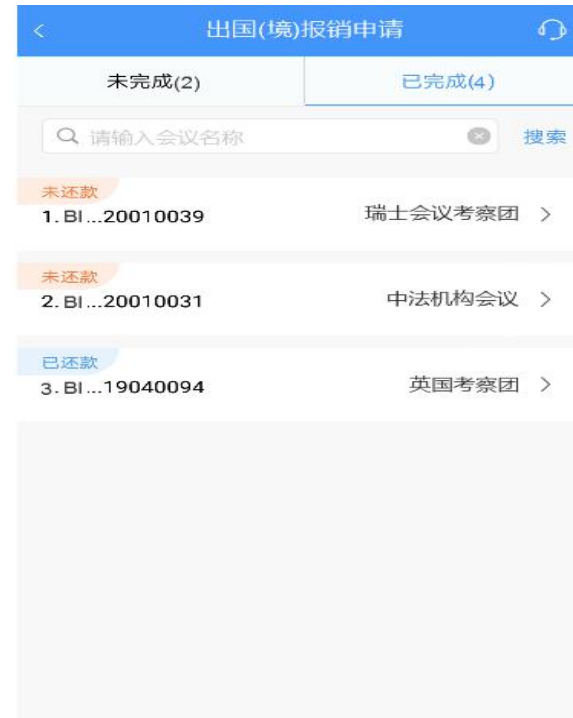 出国(境)报销申请
未完成(2) 已完成(4)
请输入会议名称 搜索
未还款
1. BI...20010039 瑞士会议考察团
未还款
2. BI...20010031 中法机构会议
已还款
3. BI...19040094 英国考察团